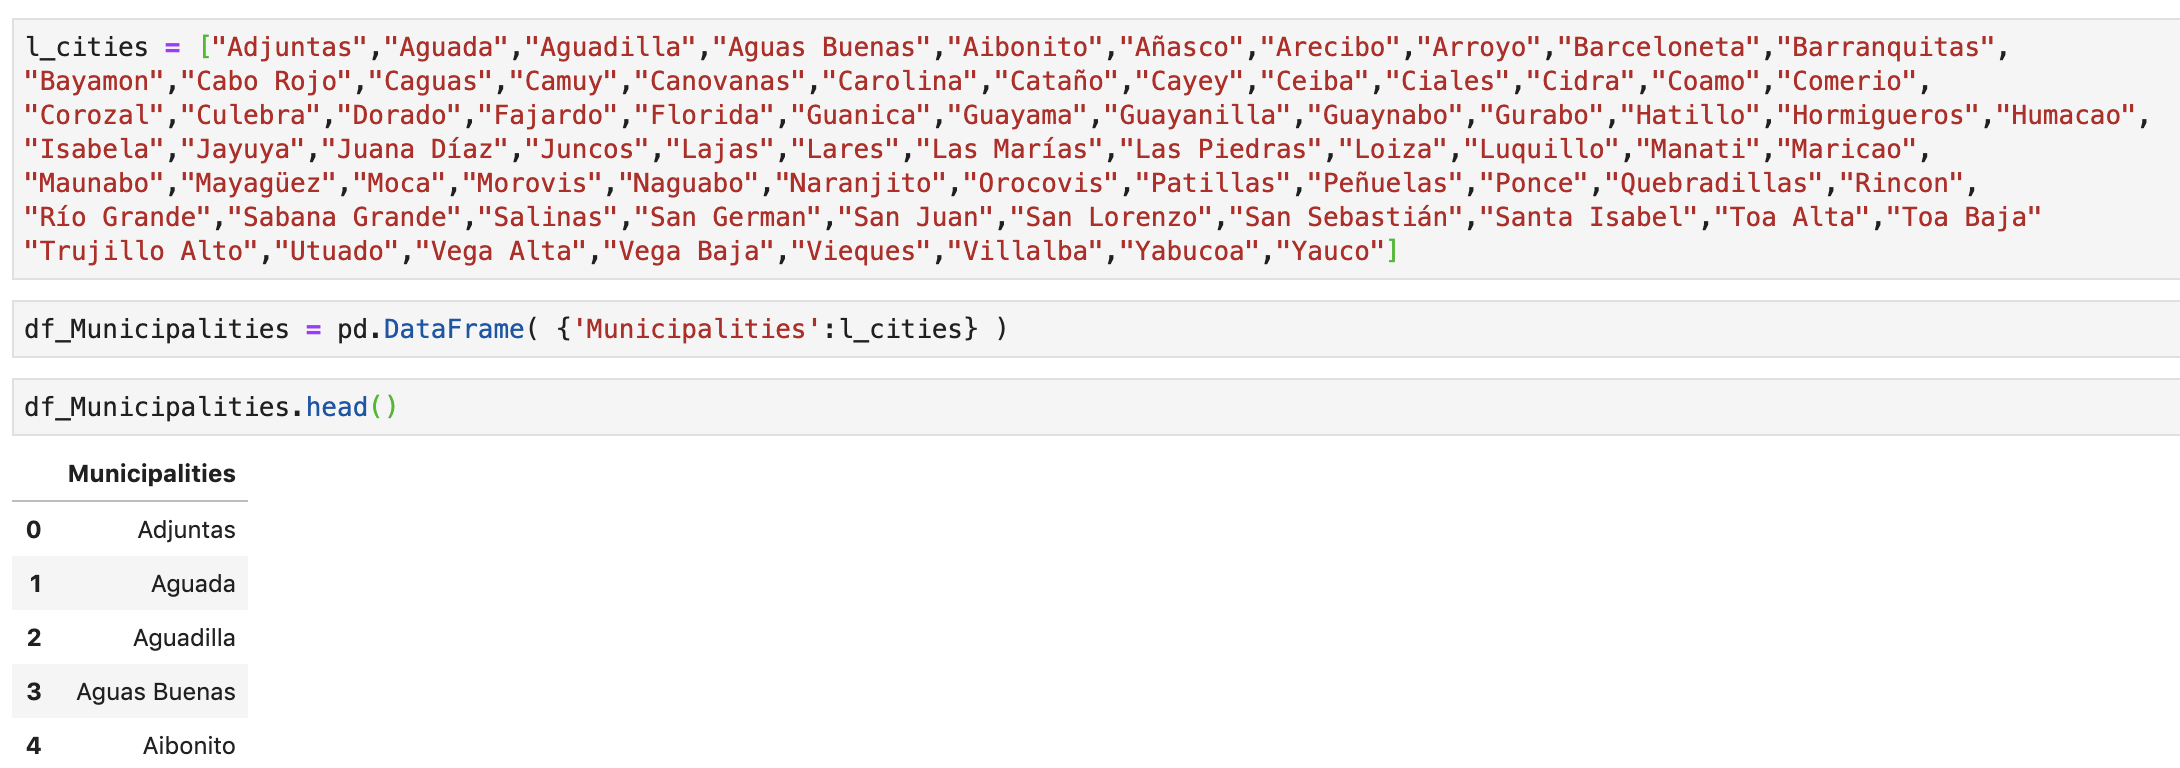 l_cities = ["Adjuntas","Aguada","Aguadilla","Aguas Buenas","Aibonito","Añasco","Arecibo","Arroyo","Barceloneta","Barranquitas",
"Bayamon","Cabo Rojo","Caguas","Camuy","Canovanas","Carolina","Cataño","Cayey","Ceiba","Ciales","Cidra","Coamo","Comerio",
"Corozal","Culebra","Dorado","Fajardo","Florida","Guanica","Guayama","Guayanilla","Guaynabo","Gurabo","Hatillo","Hormigueros","Humacao",
"Isabela","Jayuya","Juana Díaz","Juncos","Lajas","Lares","Las Marías","Las Piedras","Loiza","Luquillo","Manati","Maricao",
"Maunabo","Mayagüez","Moca","Morovis","Naguabo","Naranjito","Orocovis","Patillas","Peñuelas","Ponce","Quebradillas","Rincon",
"Río Grande","Sabana Grande","Salinas","San German","San Juan","San Lorenzo","San Sebastián","Santa Isabel","Toa Alta","Toa Baja"
"Trujillo Alto","Utuado","Vega Alta","Vega Baja","Vieques","Villalba","Yabucoa","Yauco"]
df_Municipalities = pd.DataFrame( {'Municipalities':l_cities} )
df_Municipalities.head()
Municipalities
0 Adjuntas
1 Aguada
2 Aguadilla
3 Aguas Buenas
4 Aibonito